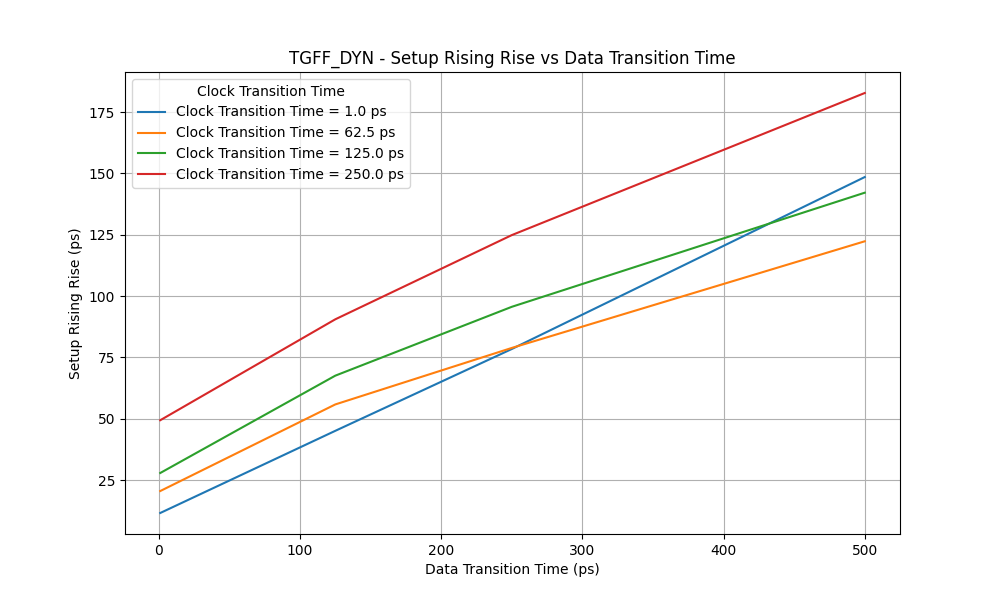 TGFF_DYN - Setup Rising Rise vs Data Transition Time
Clock Transition Time
Clock Transition Time = 1.0 ps
Clock Transition Time = 62.5 ps
Clock Transition Time = 125.0 ps
Clock Transition Time = 250.0 ps
Setup Rising Rise (ps)
175
150
125
100
75
50
25
0 100 200 300 400 500
Data Transition Time (ps)